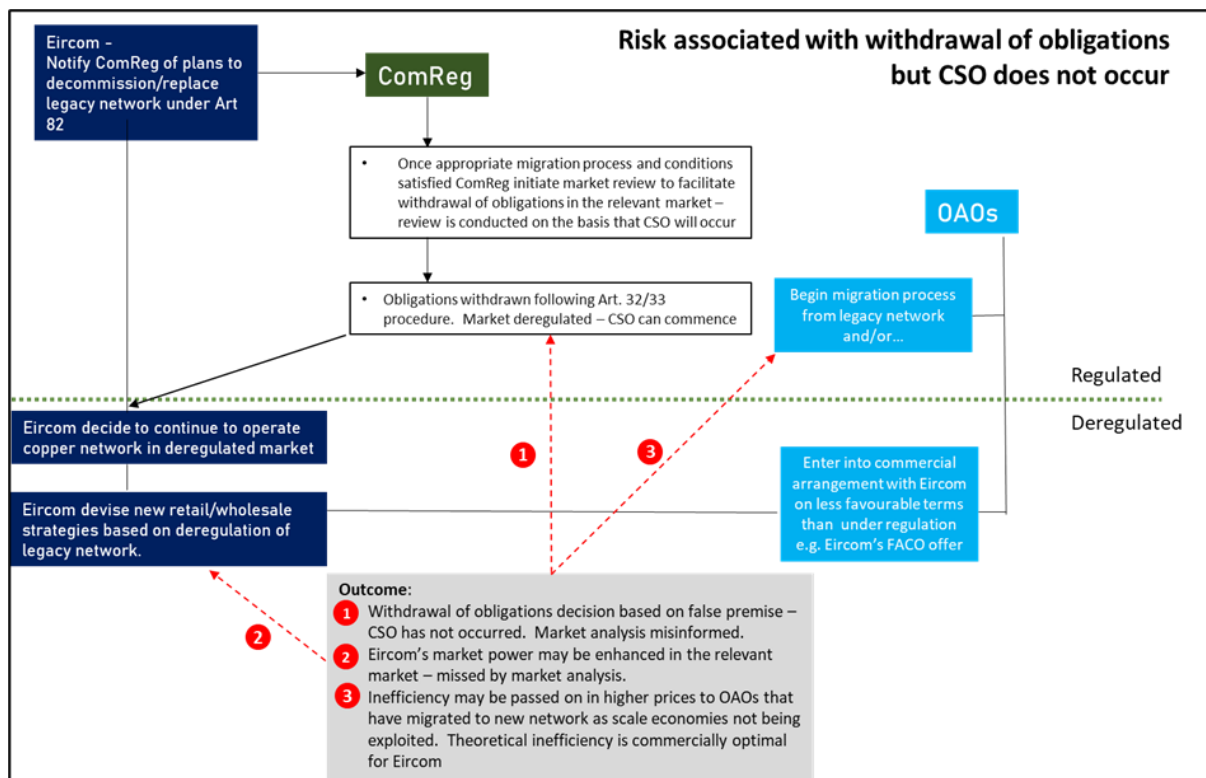 Risk associated with withdrawal of obligations
but CSO does not occur
Eircom -
Notify ComReg of plans to
decommission/replace
legacy network under Art
82
ComReg
• Once appropriate migration process and conditions
satisfied ComReg initiate market review to facilitate
withdrawal of obligations in the relevant market –
review is conducted on the basis that CSO will occur
OAOs
• Obligations withdrawn following Art. 32/33
procedure. Market deregulated – CSO can commence
Begin migration process
from legacy network
and/or…
Regulated
Deregulated
Eircom decide to continue to operate
copper network in deregulated market
1
3
Eircom devise new retail/wholesale
strategies based on deregulation of
legacy network.
Enter into commercial
arrangement with Eircom
on less favourable terms
than under regulation
e.g. Eircom's FACO offer
2
Outcome:
1 Withdrawal of obligations decision based on false premise –
CSO has not occurred. Market analysis misinformed.
2 Eircom's market power may be enhanced in the relevant
market – missed by market analysis.
3 Inefficiency may be passed on in higher prices to OAOs that
have migrated to new network as scale economies not being
exploited. Theoretical inefficiency is commercially optimal
for Eircom